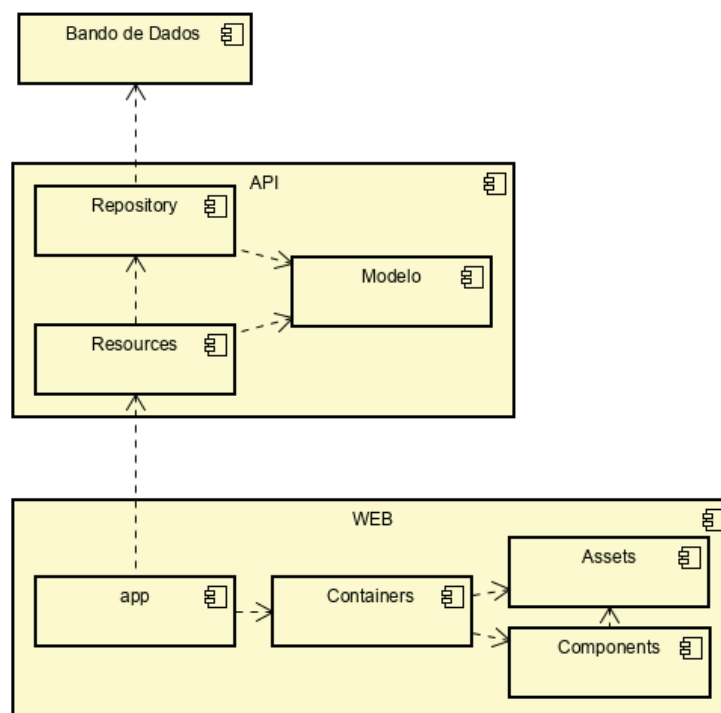 Bando de Dados
API
Repository
Modelo
Resources
WEB
Assets
app
Containers
Components